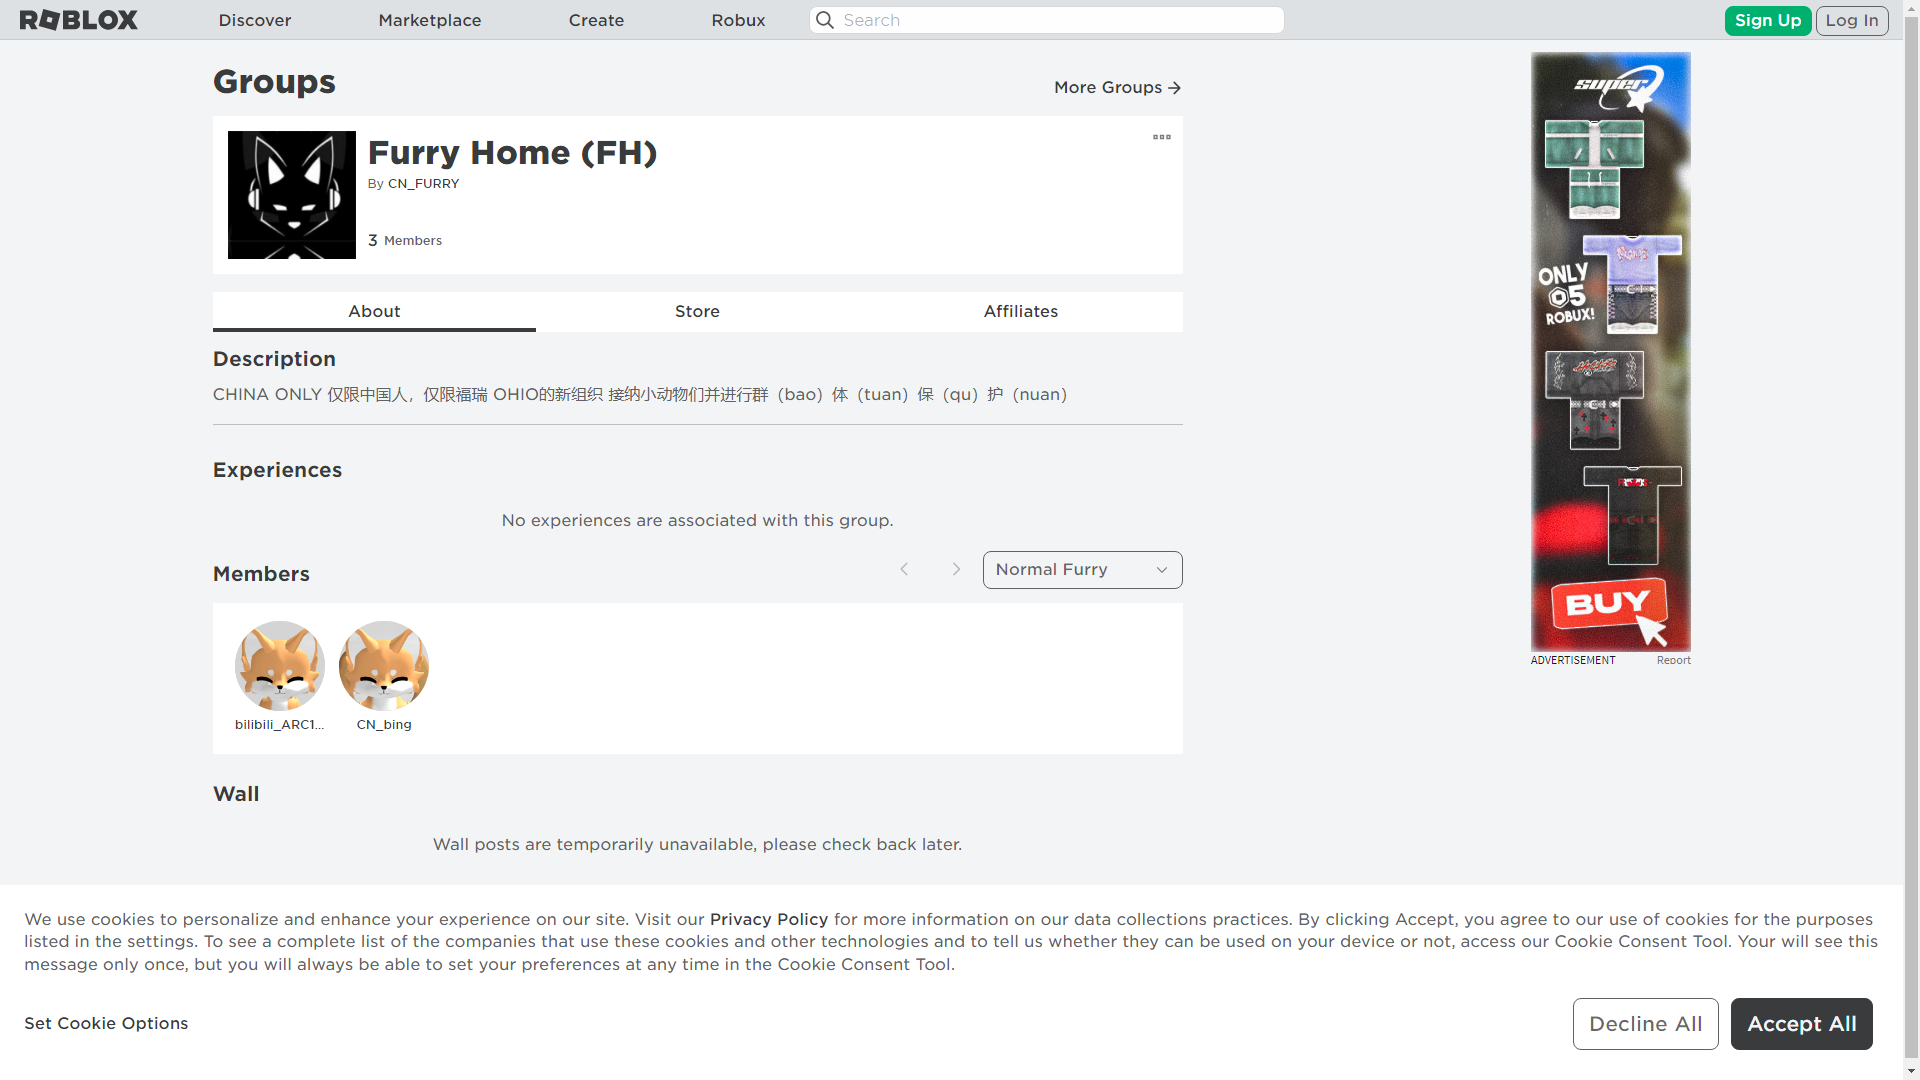 ROBLOX
Discover
Marketplace
Create
Robux
Search
Sign Up
Log In
Groups
More Groups
Furry Home (FH)
By CN_FURRY
3 Members
About
Store
Affiliates
Description
CHINA ONLY 仅限中国人，仅限福瑞 OHIO的新组织 接纳小动物们并进行群（bao）体（tuan）保（qu）护（nuan）
Experiences
No experiences are associated with this group.
Members
Normal Furry
bilibili_ARC1...
CN_bing
Wall
Wall posts are temporarily unavailable, please check back later.
super
ONLY
5
ROBUX!
BUY
ADVERTISEMENT
Report
We use cookies to personalize and enhance your experience on our site. Visit our Privacy Policy for more information on our data collections practices. By clicking Accept, you agree to our use of cookies for the purposes
listed in the settings. To see a complete list of the companies that use these cookies and other technologies and to tell us whether they can be used on your device or not, access our Cookie Consent Tool. Your will see this
message only once, but you will always be able to set your preferences at any time in the Cookie Consent Tool.
Set Cookie Options
Decline All
Accept All